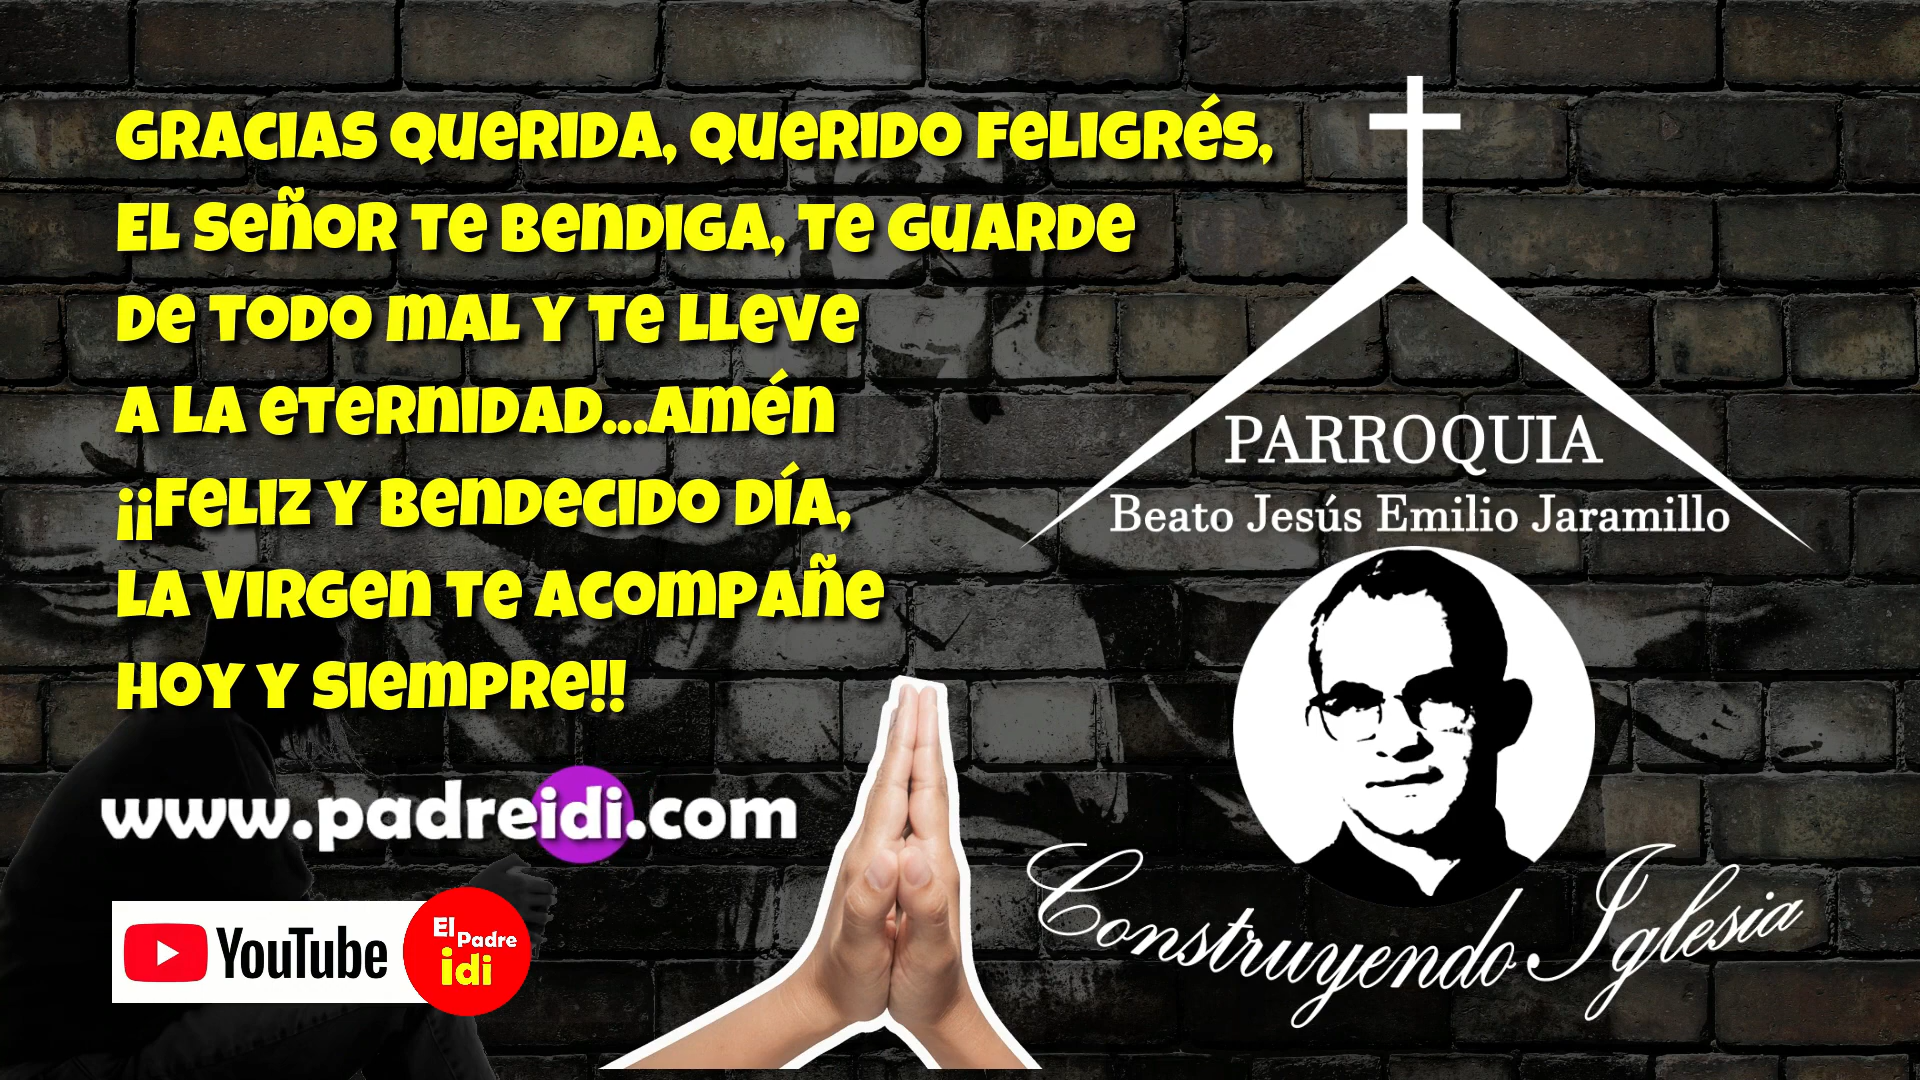 Gracias querida, querido feligrés,
El Señor te bendiga, te guarde
de todo mal y te lleve
a la eternidad...Amén
¡¡Feliz y bendecido día,
la Virgen te acompañe
hoy y siempre!!
www.padreidi.com
YouTube
El Padre
idi
PARROQUIA
Beato Jesús Emilio Jaramillo
Construyendo Iglesia